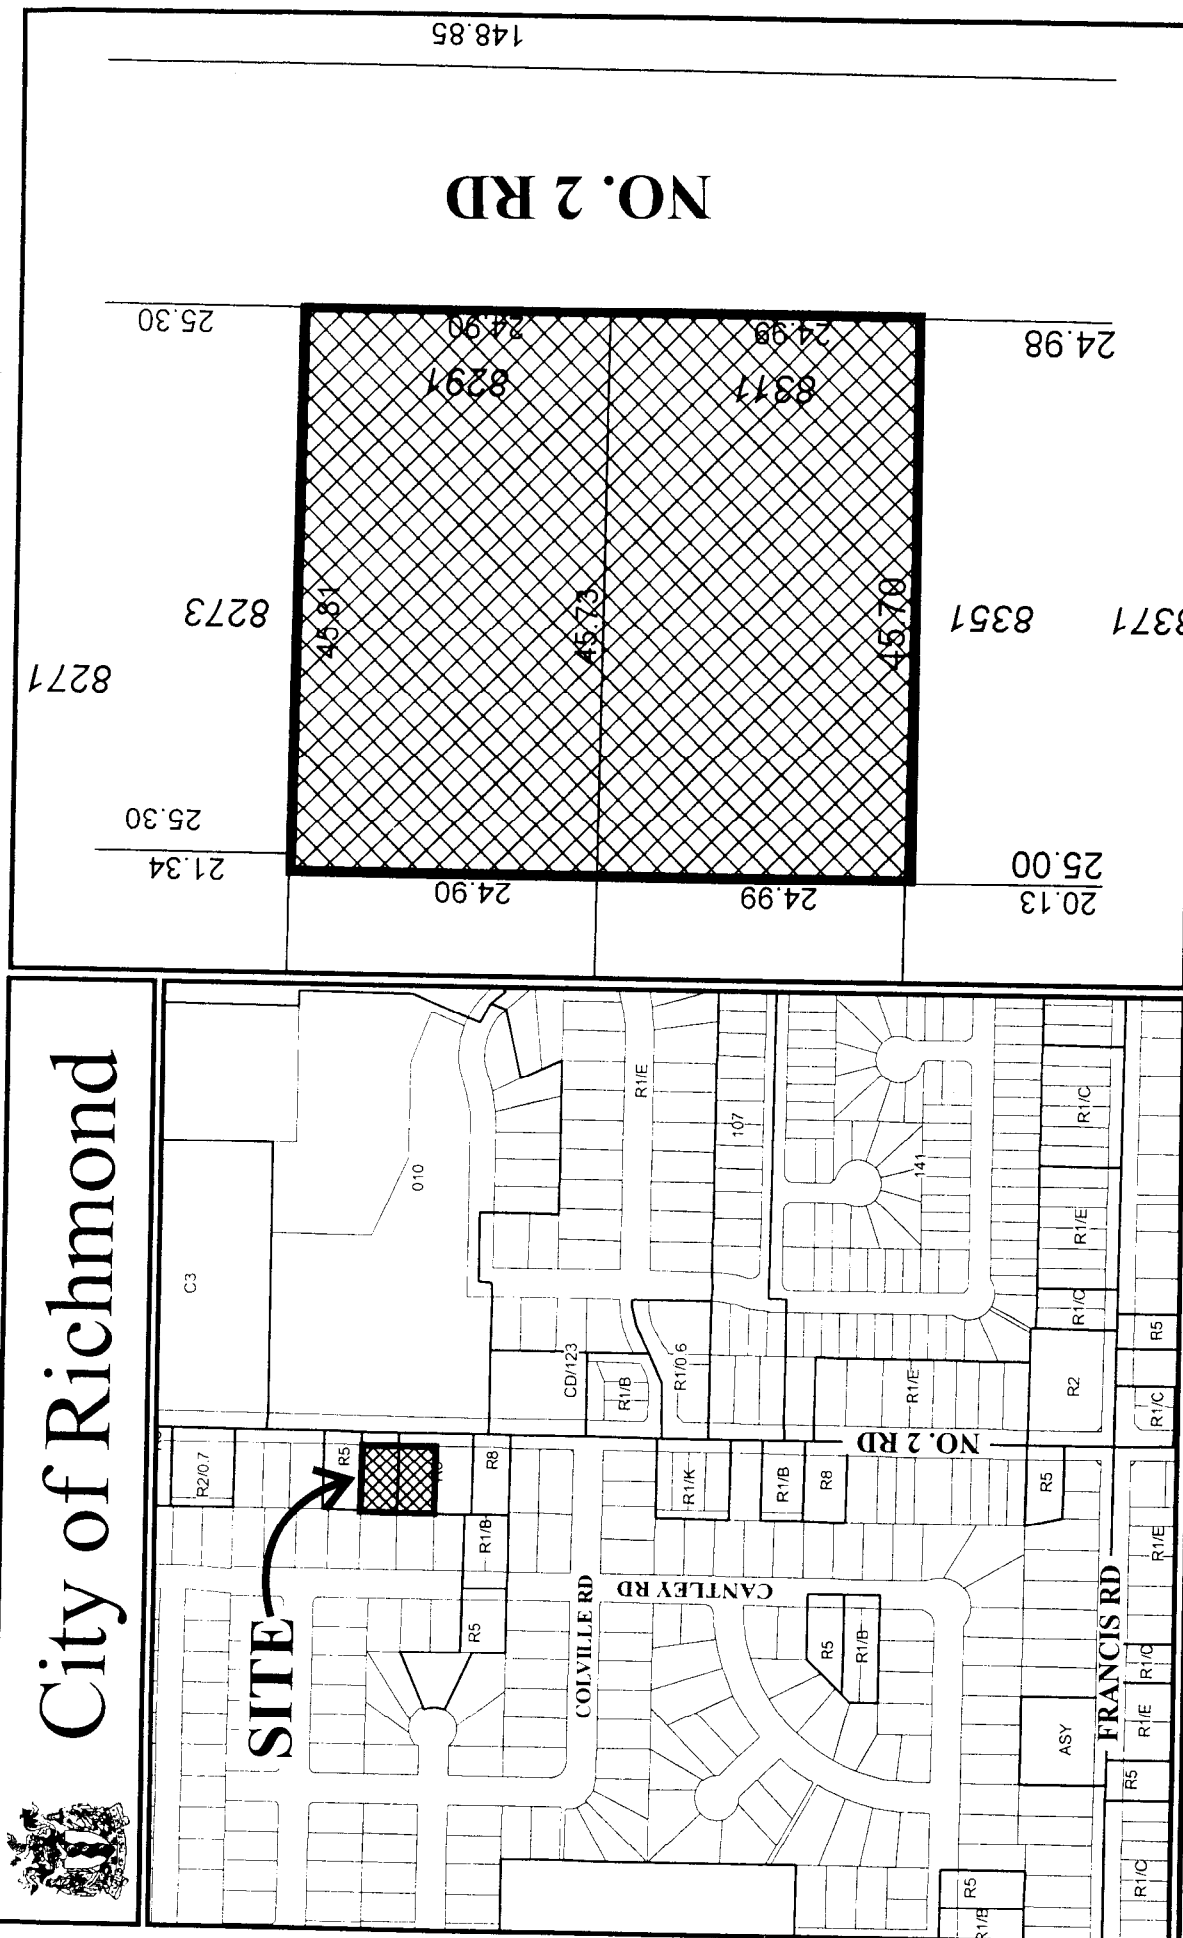 City of Richmond
C3
010
R1/E
107
141
R1/C
R1/E
R1/C
R5
R1/C
R2
R1/E
CD/123
R1/B
R1/0.6
R2/0.7
R5
R8
R1/B
R5
R1/K
R1/B
R8
R5
R1/E
NO. 2 RD
SITE
COLVILLE RD
CANTLEY RD
R5
R1/B
ASY
FRANCIS RD
R1/E
R5
R1/C
R5
R1/B
148.85
NO. 2 RD
25.30
24.90
24.99
24.98
8291
8311
8271
8273
45.81
45.73
45.70
8351
8371
25.30
21.34
24.90
24.99
25.00
20.13